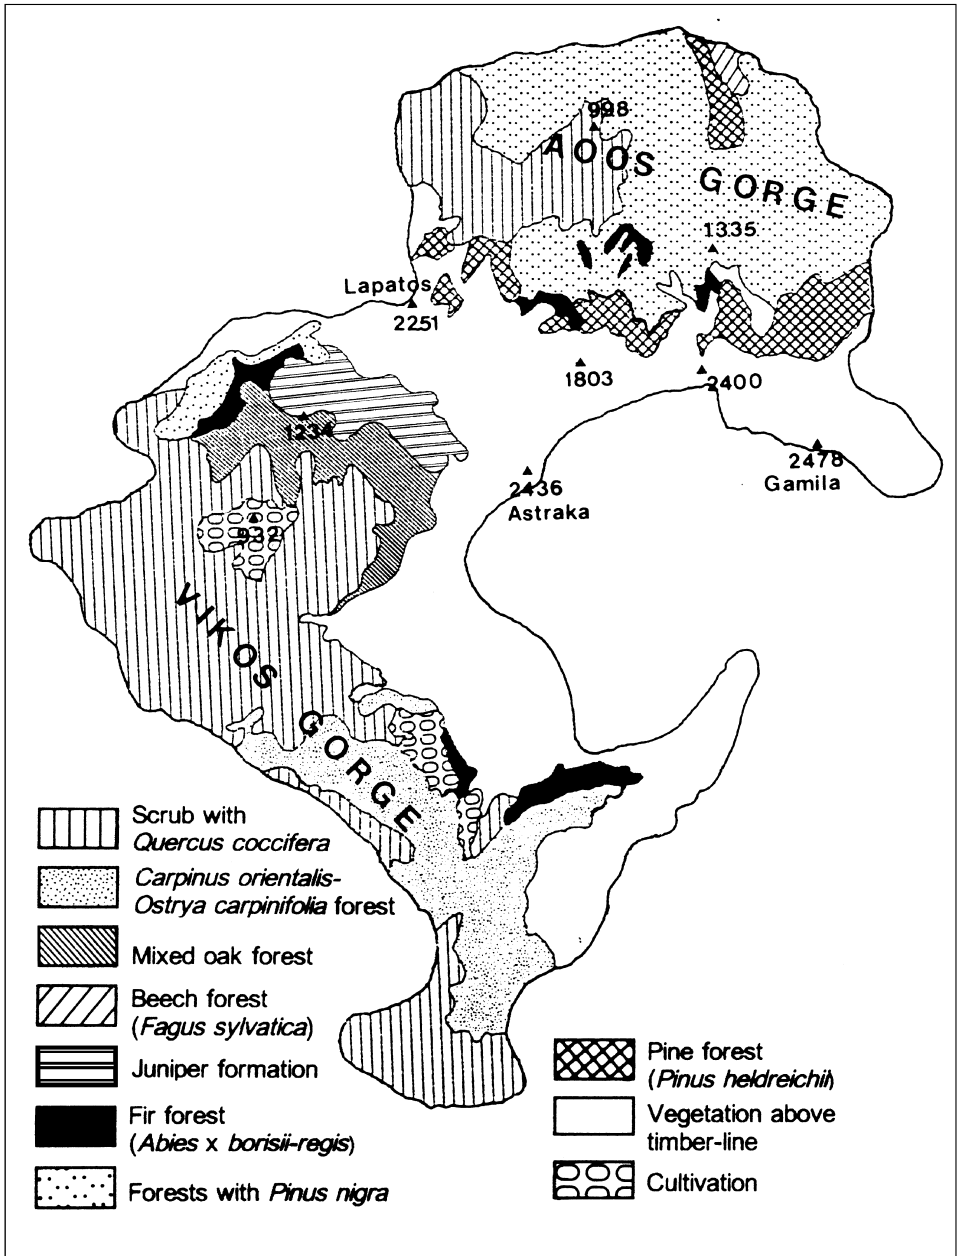 998
AOOS GORGE
1335
Lapatos
2251
1803
2400
1234
2478
Gamila
2436
Astraka
932
VIKOS GORGE
Scrub with
Quercus coccifera
Carpinus orientalis-
Ostrya carpinifolia forest
Mixed oak forest
Beech forest
(Fagus sylvatica)
Juniper formation
Fir forest
(Abies x borisii-regis)
Forests with Pinus nigra
Pine forest
(Pinus heldreichii)
Vegetation above
timber-line
Cultivation